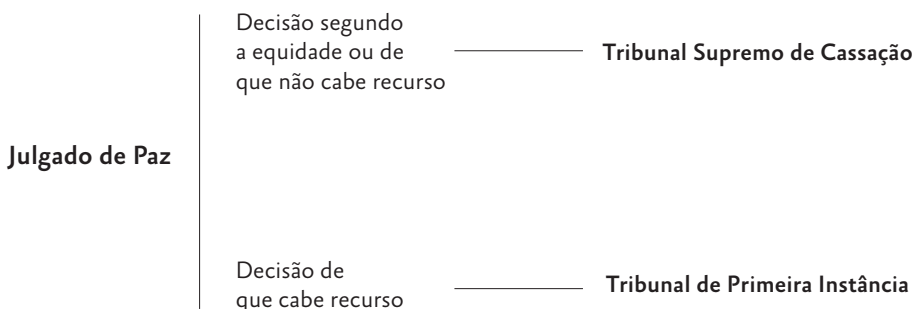 Decisão segundo
a equidade ou de
que não cabe recurso
Tribunal Supremo de Cassação
Julgado de Paz
Decisão de
que cabe recurso
Tribunal de Primeira Instância